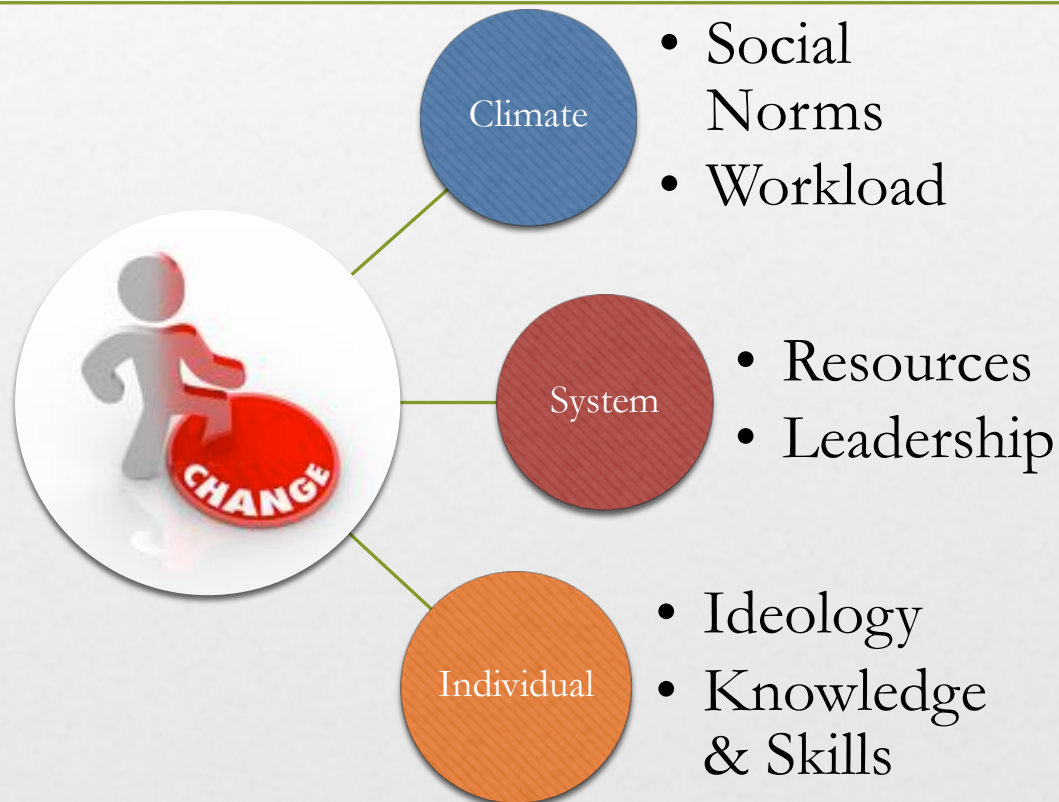 Climate
• Social
Norms
• Workload
CHANGE
System
• Resources
• Leadership
Individual
• Ideology
• Knowledge
& Skills